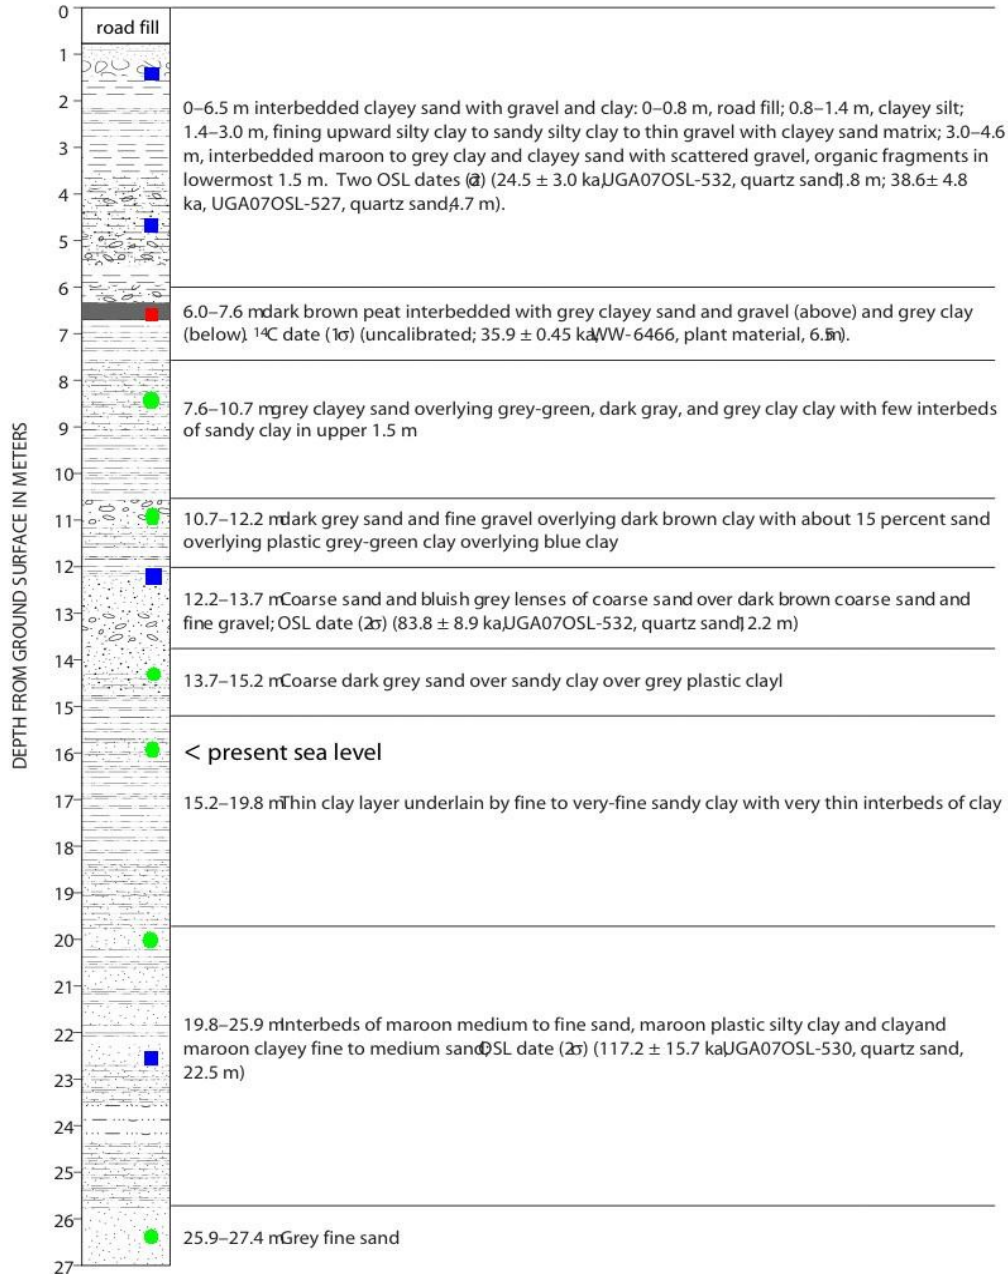 0
road fill
1
2
3
4
5
6
7
8
9
10
11
12
13
14
15
16
17
18
19
20
21
22
23
24
25
26
27
DEPTH FROM GROUND SURFACE IN METERS
0–6.5 m interbedded clayey sand with gravel and clay: 0–0.8 m, road fill; 0.8–1.4 m, clayey silt;
1.4–3.0 m, fining upward silty clay to sandy silty clay to thin gravel with clayey sand matrix; 3.0–4.6
m, interbedded maroon to grey clay and clayey sand with scattered gravel, organic fragments in
lowermost 1.5 m. Two OSL dates (24.5 ± 3.0 ka, UGA07OSL-532, quartz sand, 1.8 m; 38.6± 4.8
ka, UGA07OSL-527, quartz sand, 4.7 m).
6.0–7.6 m dark brown peat interbedded with grey clayey sand and gravel (above) and grey clay
(below). ¹⁴C date (1σ) (uncalibrated; 35.9 ± 0.45 ka, WW-6466, plant material, 6.5m).
7.6–10.7 m grey clayey sand overlying grey-green, dark gray, and grey clay clay with few interbeds
of sandy clay in upper 1.5 m
10.7–12.2 m dark grey sand and fine gravel overlying dark brown clay with about 15 percent sand
overlying plastic grey-green clay overlying blue clay
12.2–13.7 m Coarse sand and bluish grey lenses of coarse sand over dark brown coarse sand and
fine gravel; OSL date (2σ) (83.8 ± 8.9 ka, UGA07OSL-532, quartz sand, 12.2 m)
13.7–15.2 m Coarse dark grey sand over sandy clay over grey plastic clayl
< present sea level
15.2–19.8 m Thin clay layer underlain by fine to very-fine sandy clay with very thin interbeds of clay
19.8–25.9 m Interbeds of maroon medium to fine sand, maroon plastic silty clay and clayand
maroon clayey fine to medium sand; OSL date (2σ) (117.2 ± 15.7 ka, UGA07OSL-530, quartz sand,
22.5 m)
25.9–27.4 m Grey fine sand